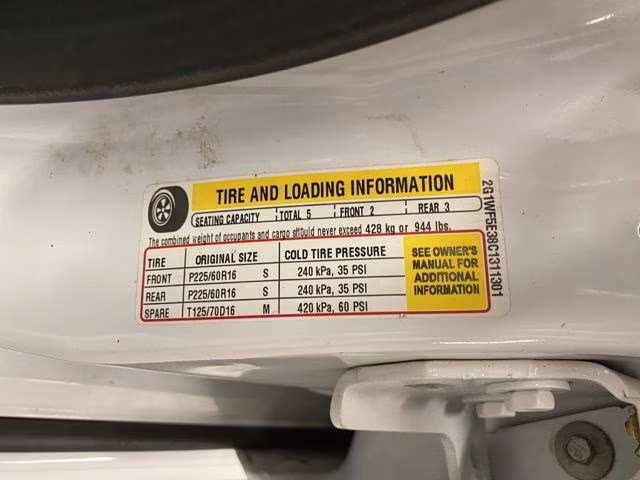 TIRE AND LOADING INFORMATION
SEATING CAPACITY TOTAL 5 FRONT 2 REAR 3
The combined weight of occupants and cargo should never exceed 428 kg or 944 lbs.
TIRE ORIGINAL SIZE COLD TIRE PRESSURE
FRONT P225/60R16 S 240 kPa, 35 PSI
REAR P225/60R16 S 240 kPa, 35 PSI
SPARE T125/70D16 M 420 kPa, 60 PSI
SEE OWNER'S
MANUAL FOR
ADDITIONAL
INFORMATION
2G1WF5E38C1311301